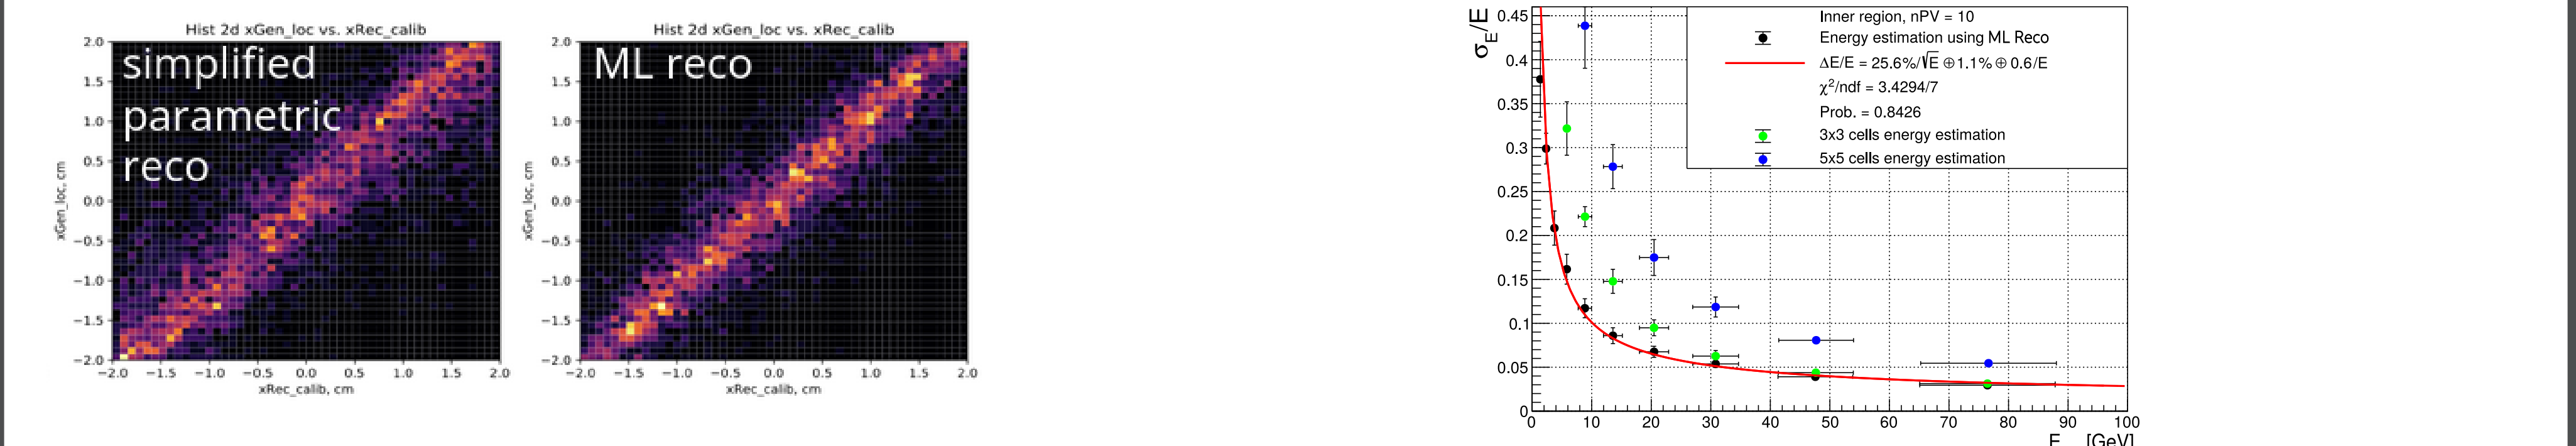 Hist 2d xGen_loc vs. xRec_calib
simplified
parametric
reco
2.0
1.5
1.0
0.5
0.0
−0.5
−1.0
−1.5
−2.0
xGen_loc, cm
−2.0 −1.5 −1.0 −0.5 0.0 0.5 1.0 1.5 2.0
xRec_calib, cm
Hist 2d xGen_loc vs. xRec_calib
ML reco
2.0
1.5
1.0
0.5
0.0
−0.5
−1.0
−1.5
−2.0
xGen_loc, cm
−2.0 −1.5 −1.0 −0.5 0.0 0.5 1.0 1.5 2.0
xRec_calib, cm
σE/E
0.45
0.4
0.35
0.3
0.25
0.2
0.15
0.1
0.05
0
Inner region, nPV = 10
Energy estimation using ML Reco
ΔE/E = 25.6%/√E ⊕1.1% ⊕ 0.6/E
χ²/ndf = 3.4294/7
Prob. = 0.8426
3x3 cells energy estimation
5x5 cells energy estimation
0 10 20 30 40 50 60 70 80 90 100
[GeV]